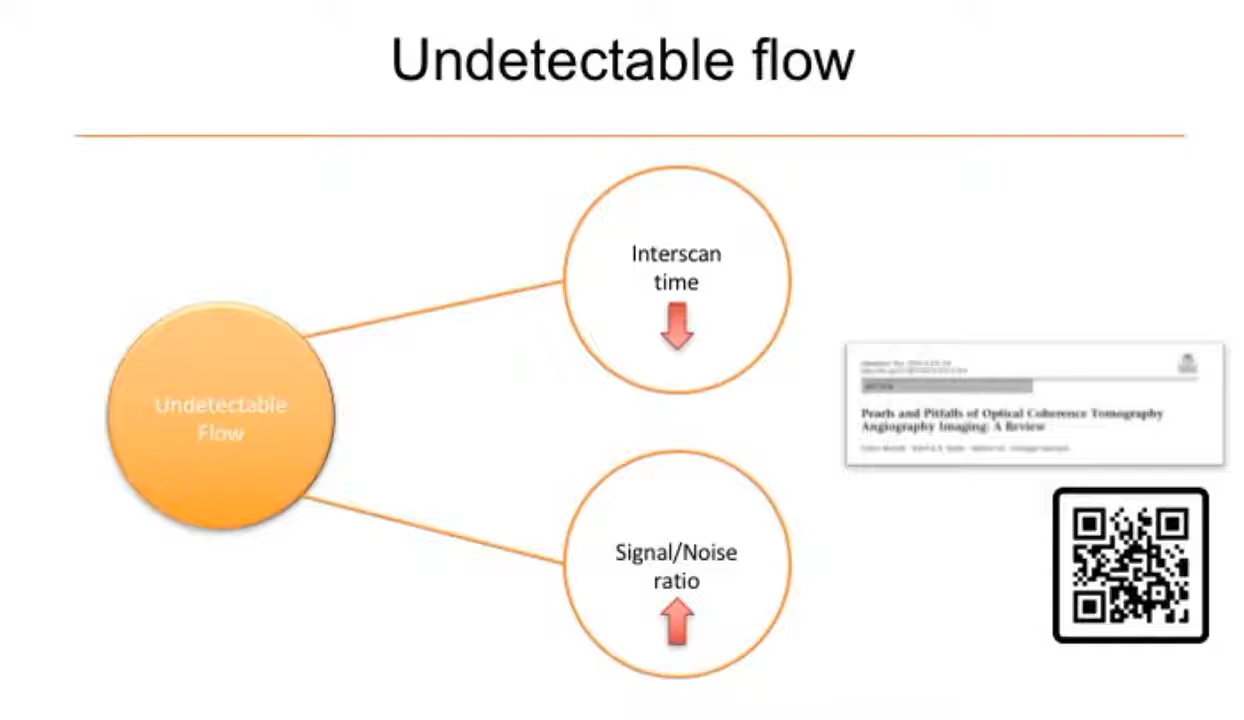 Undetectable flow
Interscan
time
Undetectable
Flow
Signal/Noise
ratio
Pearls and Pitfalls of Optical Coherence Tomography
Angiography Imaging: A Review